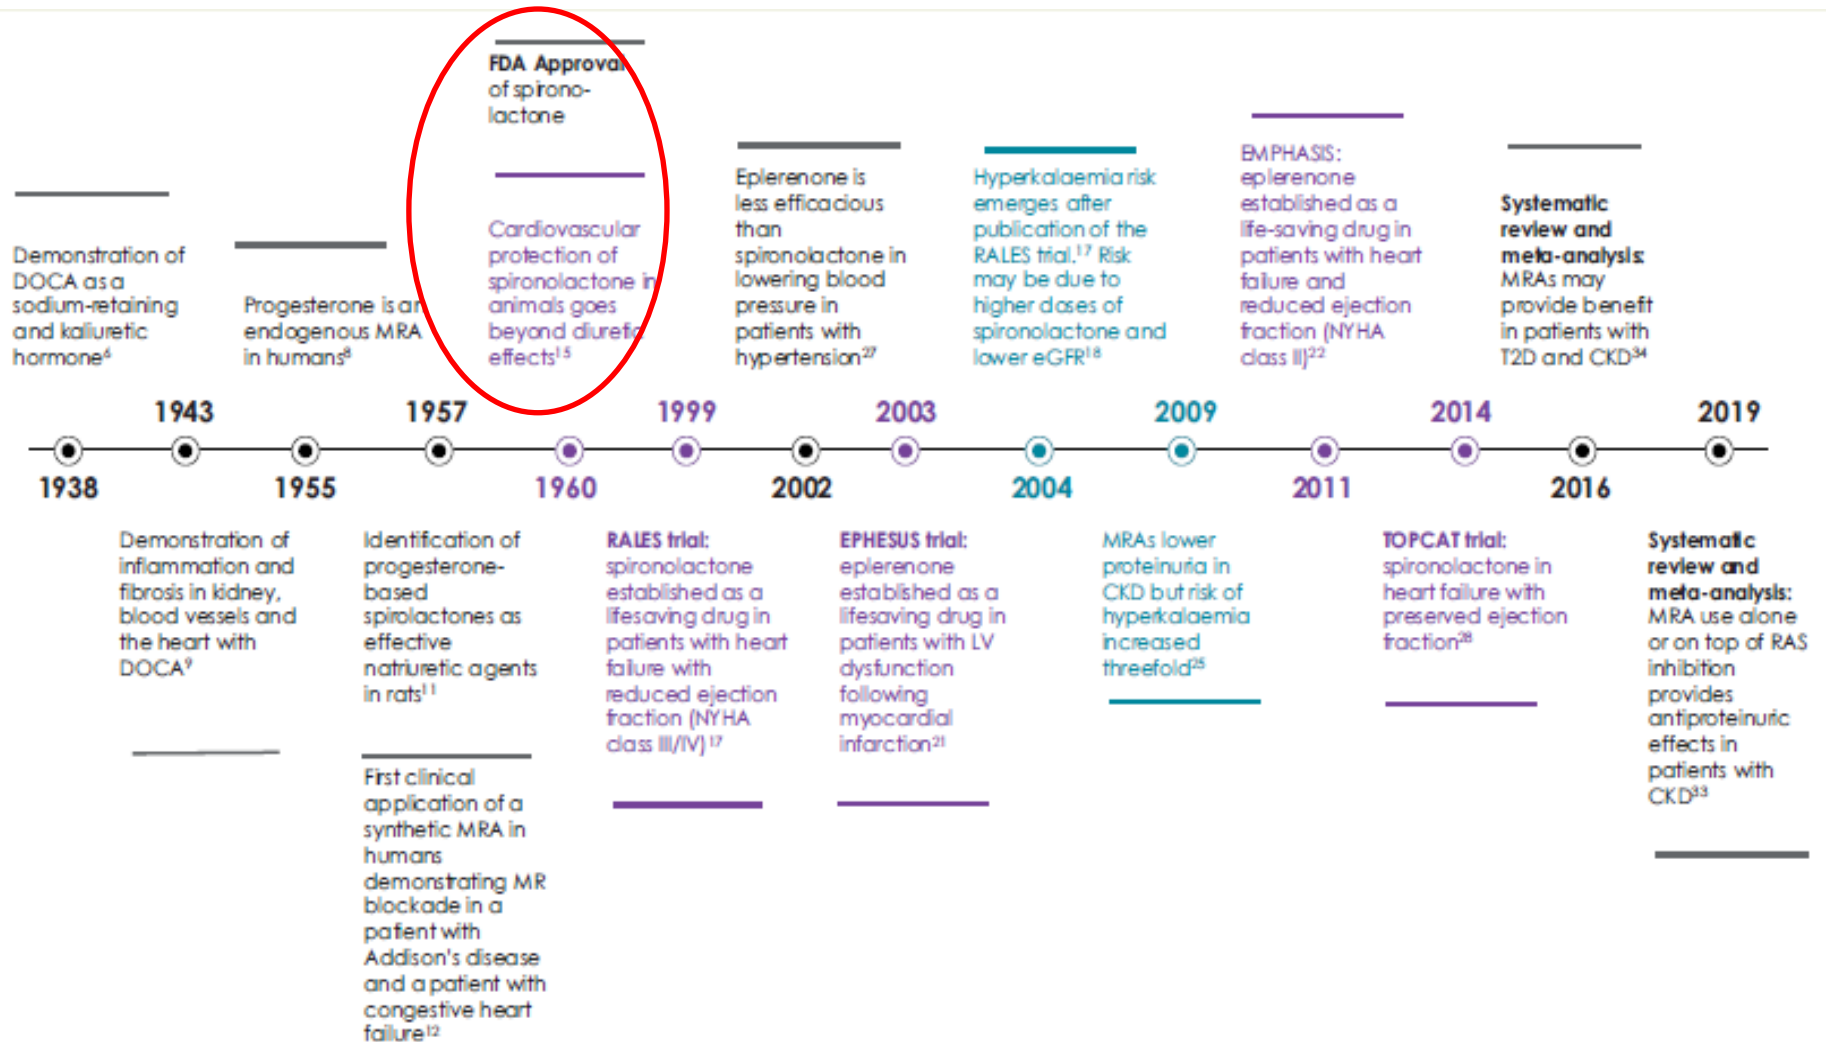 FDA Approval
of spirono-
lactone
Demonstration of
DOCA as a
sodium-retaining
and kaliuretic
hormone⁶
Progesterone is an
endogenous MRA
in humans⁸
Cardiovascular
protection of
spironolactone in
animals goes
beyond diuretic
effects¹⁵
Eplerenone is
less efficacious
than
spironolactone in
lowering blood
pressure in
patients with
hypertension²⁷
Hyperkalaemia risk
emerges after
publication of the
RALES trial.¹⁷ Risk
may be due to
higher doses of
spironolactone and
lower eGFR¹⁸
EMPHASIS:
eplerenone
established as a
life-saving drug in
patients with heart
failure and
reduced ejection
fraction (NYHA
class II)²²
Systematic
review and
meta-analysis:
MRAs may
provide benefit
in patients with
T2D and CKD³⁴
1943 1957 1999 2003 2009 2014 2019
1938 1955 1960 2002 2004 2011 2016
Demonstration of
inflammation and
fibrosis in kidney,
blood vessels and
the heart with
DOCA⁹
Identification of
progesterone-
based
spirolactones as
effective
natriuretic agents
in rats¹¹
First clinical
application of a
synthetic MRA in
humans
demonstrating MR
blockade in a
patient with
Addison's disease
and a patient with
congestive heart
failure¹²
RALES trial:
spironolactone
established as a
lifesaving drug in
patients with heart
failure with
reduced ejection
fraction (NYHA
class III/IV)¹⁷
EPHESUS trial:
eplerenone
established as a
lifesaving drug in
patients with LV
dysfunction
following
myocardial
infarction²¹
MRAs lower
proteinuria in
CKD but risk of
hyperkalaemia
increased
threefold²⁵
TOPCAT trial:
spironolactone in
heart failure with
preserved ejection
fraction²⁸
Systematic
review and
meta-analysis:
MRA use alone
or on top of RAS
inhibition
provides
antiproteinuric
effects in
patients with
CKD³³